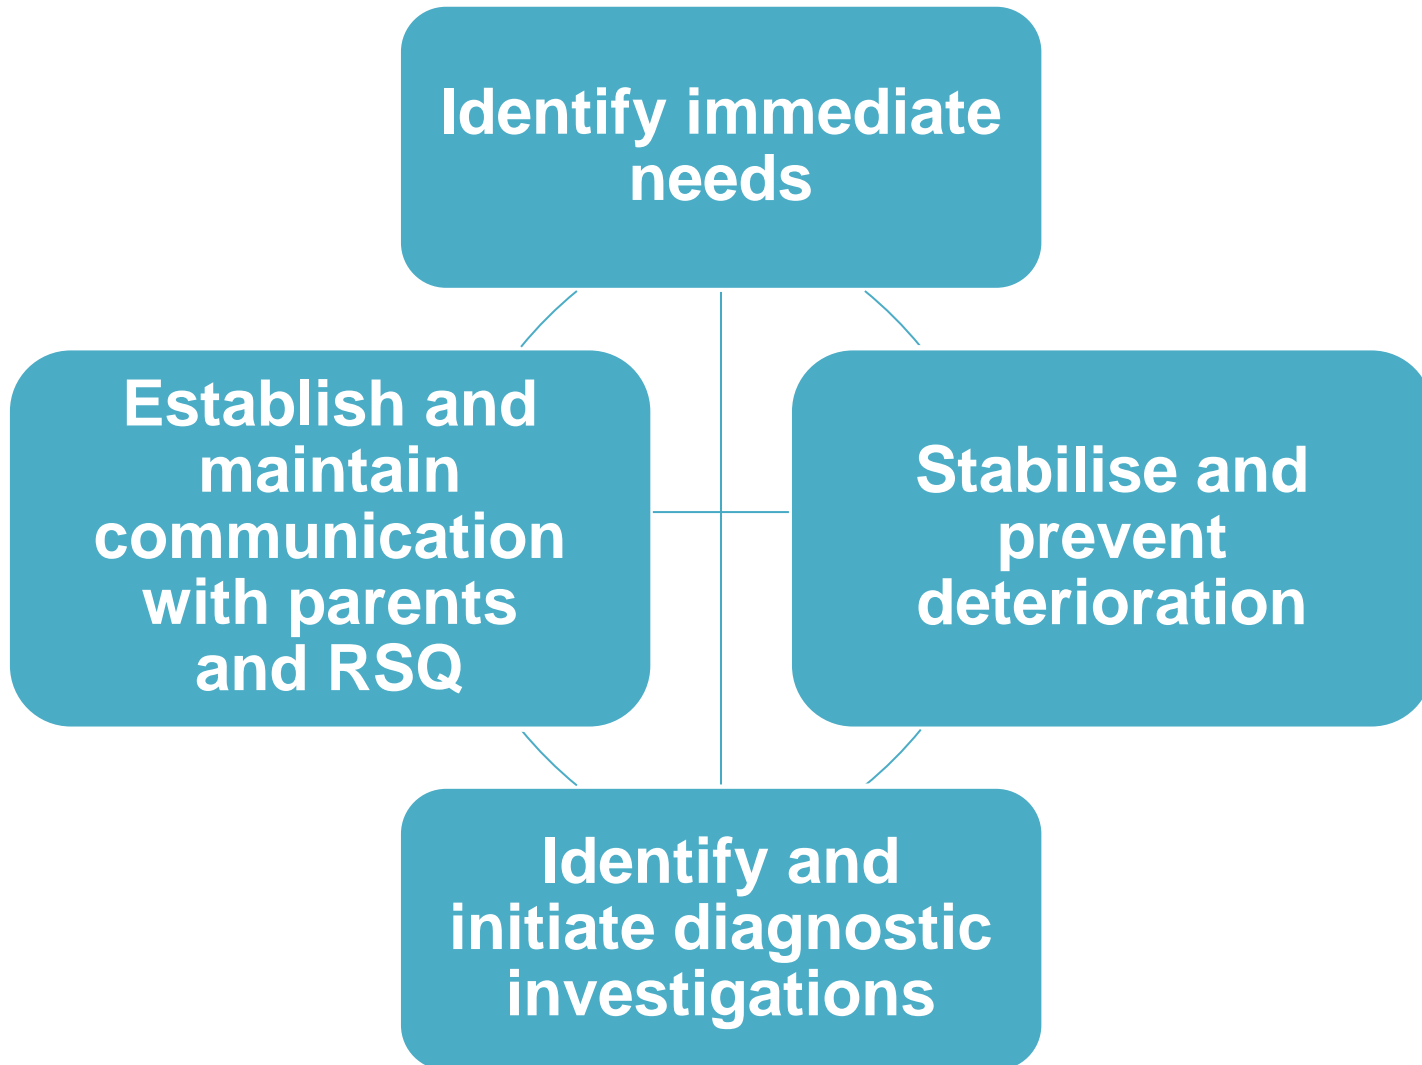 Identify immediate
needs
Establish and
maintain
communication
with parents
and RSQ
Stabilise and
prevent
deterioration
Identify and
initiate diagnostic
investigations